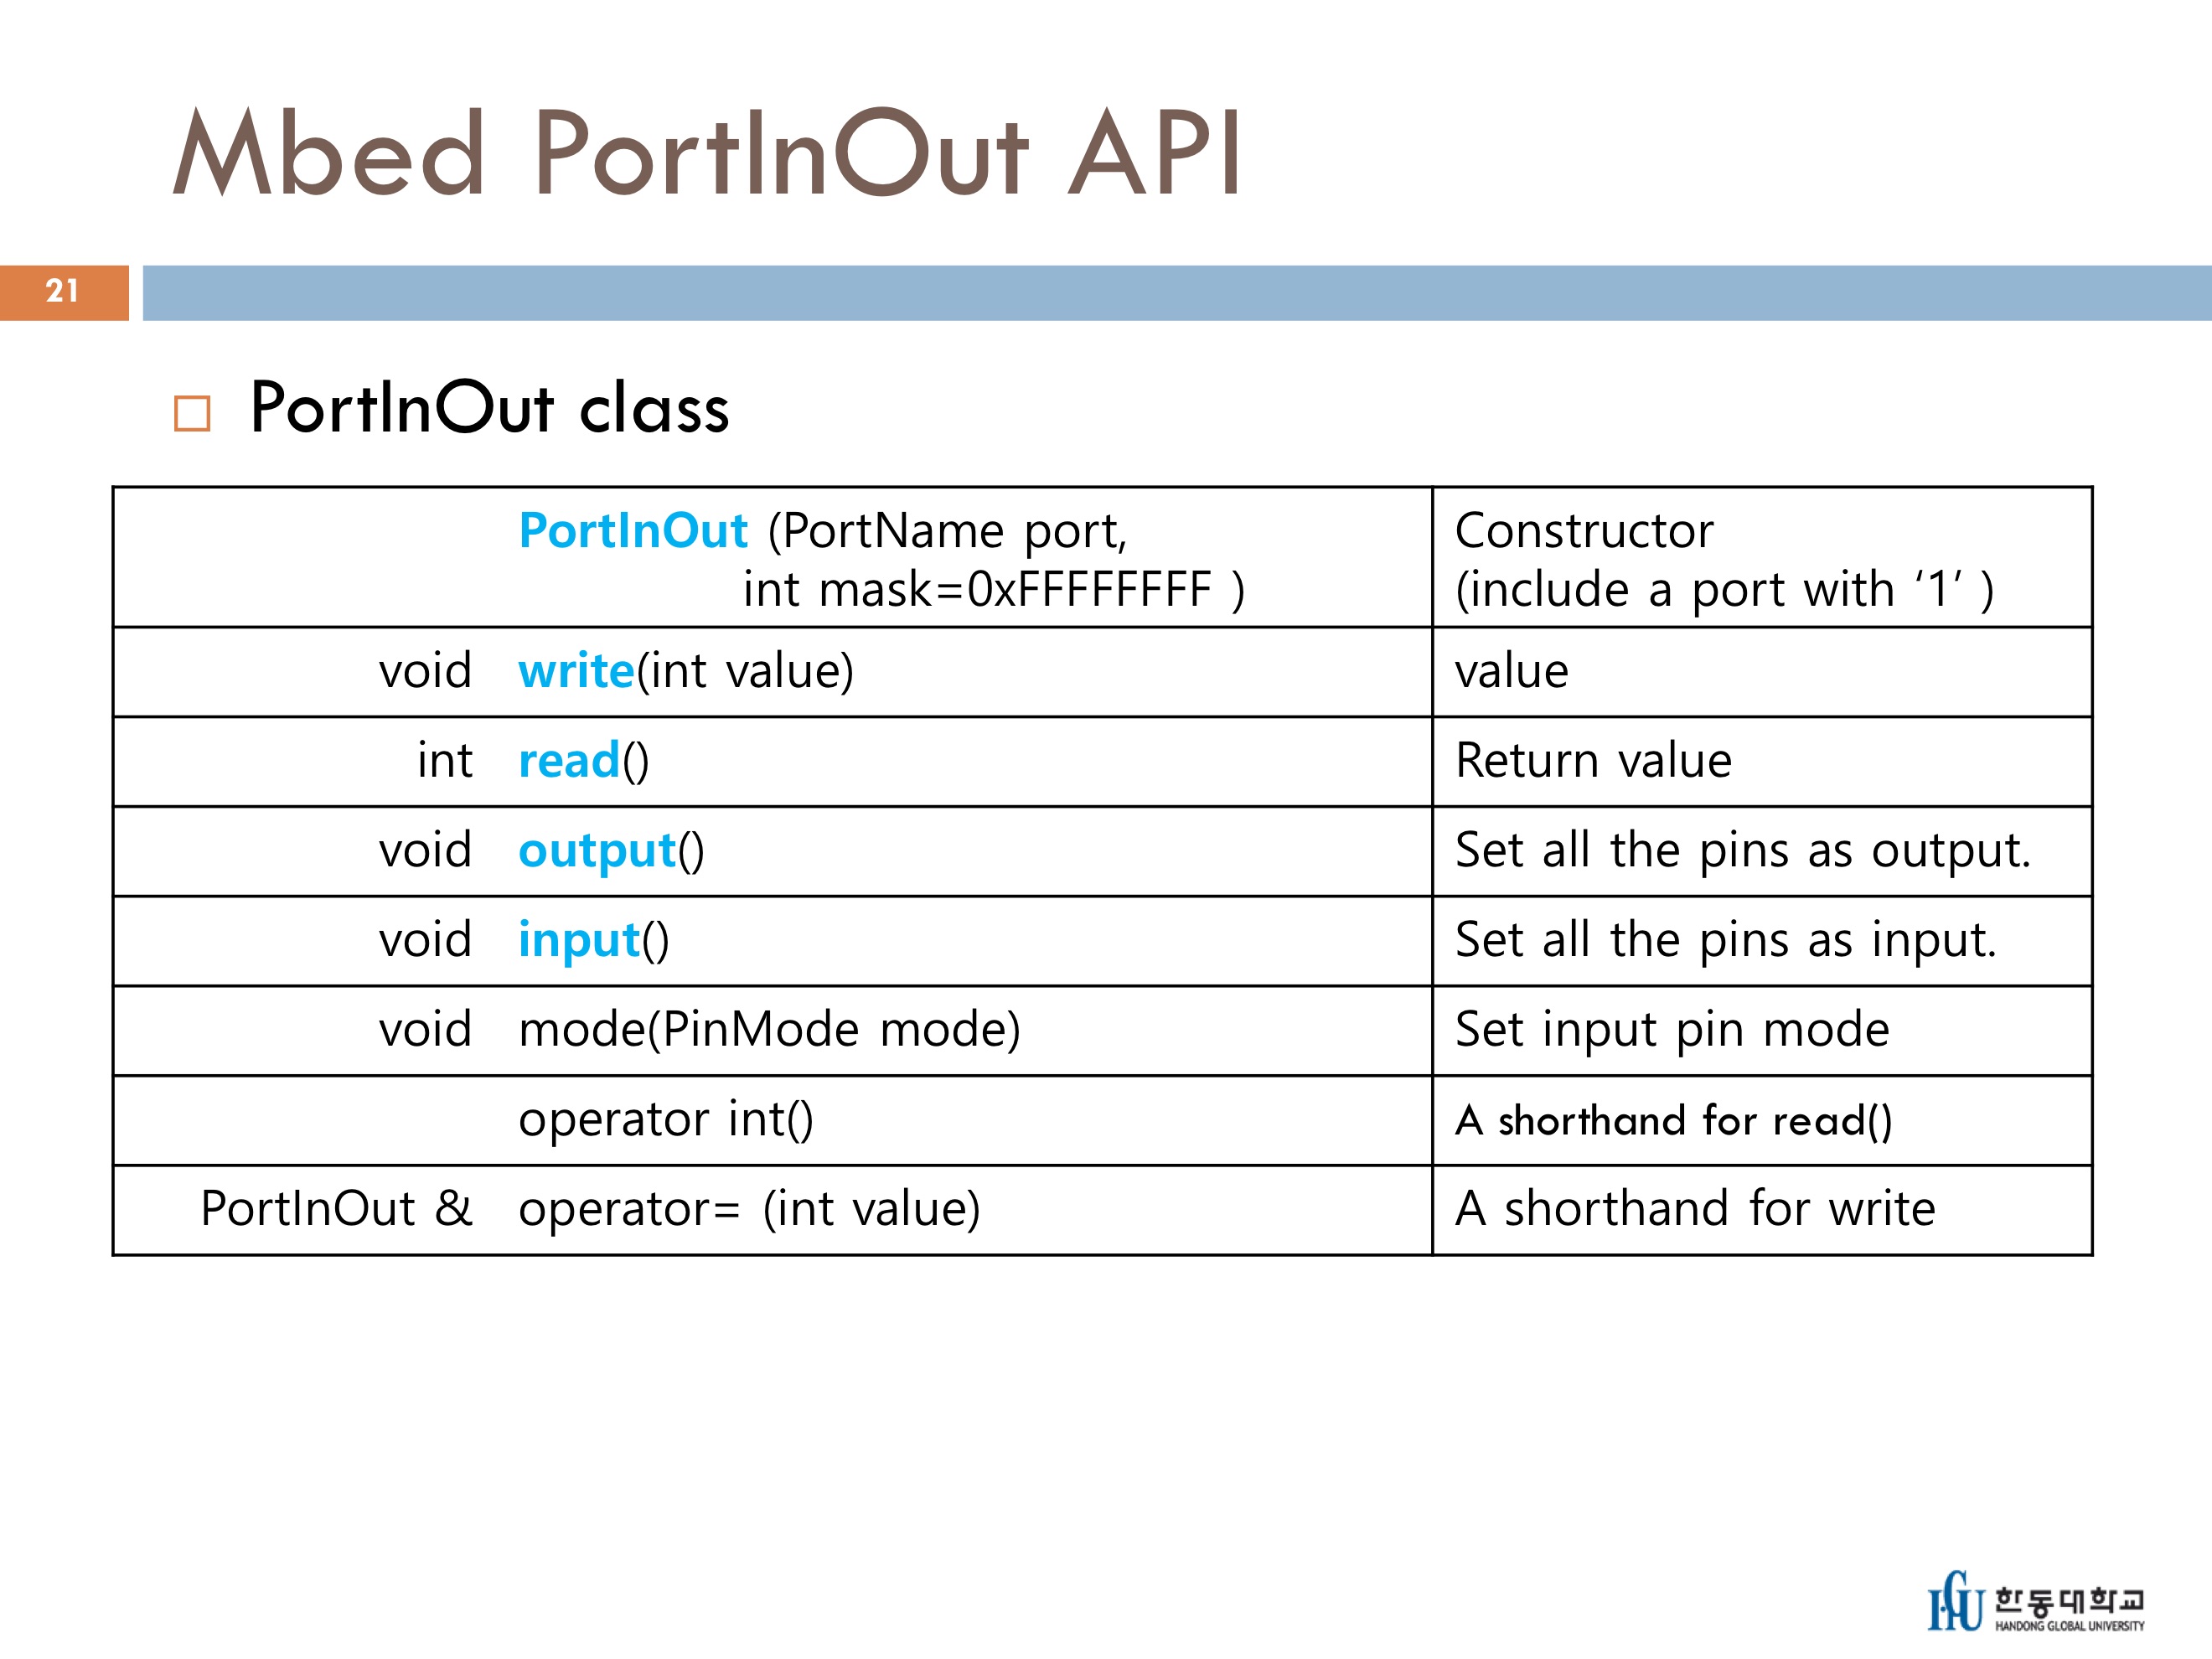 Mbed PortInOut API
21
PortInOut class
PortInOut (PortName port,
int mask=0xFFFFFFFF )
Constructor
(include a port with ‘1’ )
void write(int value)
value
int read()
Return value
void output()
Set all the pins as output.
void input()
Set all the pins as input.
void mode(PinMode mode)
Set input pin mode
operator int()
A shorthand for read()
PortInOut & operator= (int value)
A shorthand for write
HGU 한동대학교
HANDONG GLOBAL UNIVERSITY